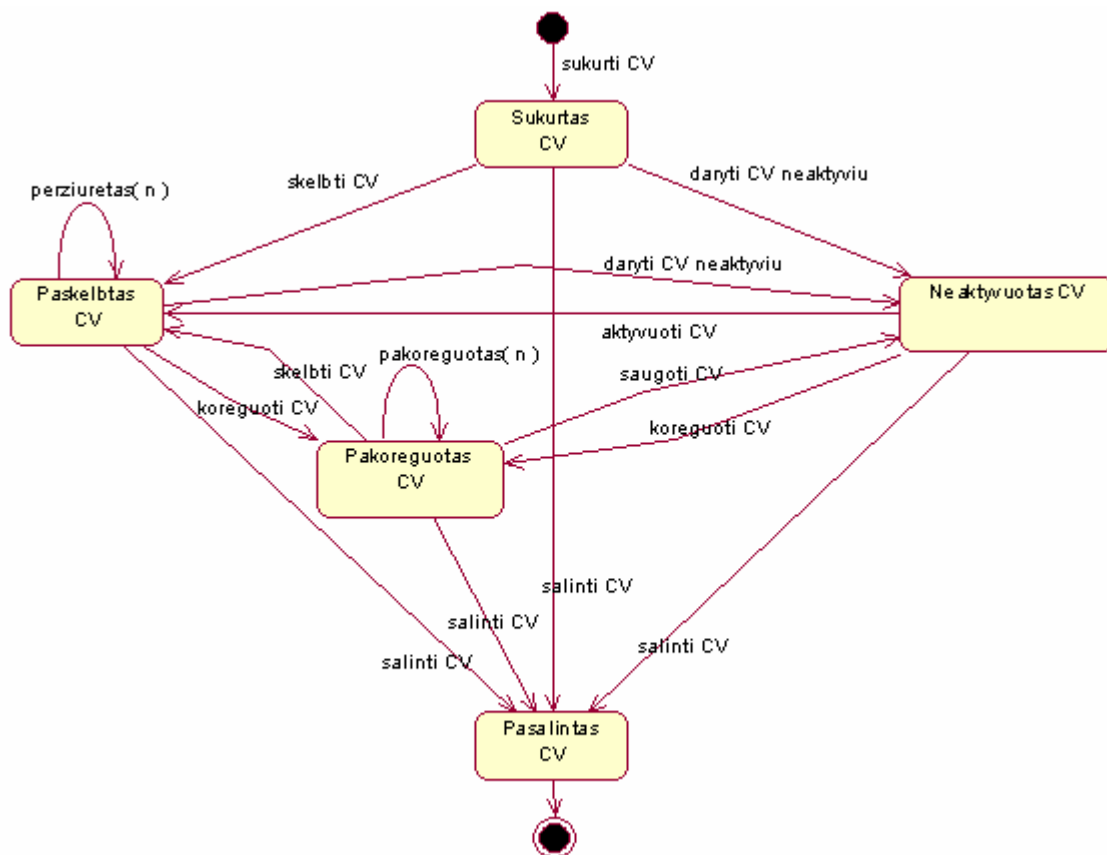 sukurti CV
Sukurtas
CV
skelbti CV
daryti CV neaktyviu
perziuretas( n )
daryti CV neaktyviu
Paskelbtas
CV
Neaktyvuotas CV
aktyvuoti CV
pakoreguotas( n )
skelbti CV
saugoti CV
koreguoti CV
koreguoti CV
Pakoreguotas
CV
salinti CV
salinti CV
salinti CV
salinti CV
Pasalintas
CV